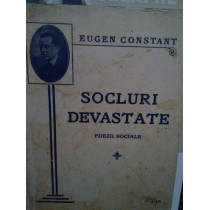 EUGEN CONSTANT
SOCLURI
DEVASTATE
POEZII SOCIALE